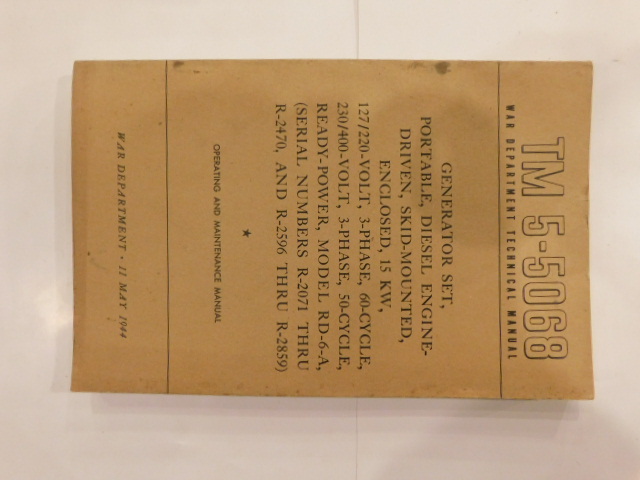 TM 5-5068
WAR DEPARTMENT TECHNICAL MANUAL
GENERATOR SET,
PORTABLE, DIESEL ENGINE-
DRIVEN, SKID-MOUNTED,
ENCLOSED, 15 KW,
127/220-VOLT, 3-PHASE, 60-CYCLE,
230/400-VOLT, 3-PHASE, 50-CYCLE,
READY-POWER, MODEL RD-6-A,
(SERIAL NUMBERS R-2071 THRU
R-2470, AND R-2596 THRU R-2859)
★
OPERATING AND MAINTENANCE MANUAL
WAR DEPARTMENT • 11 MAY 1944